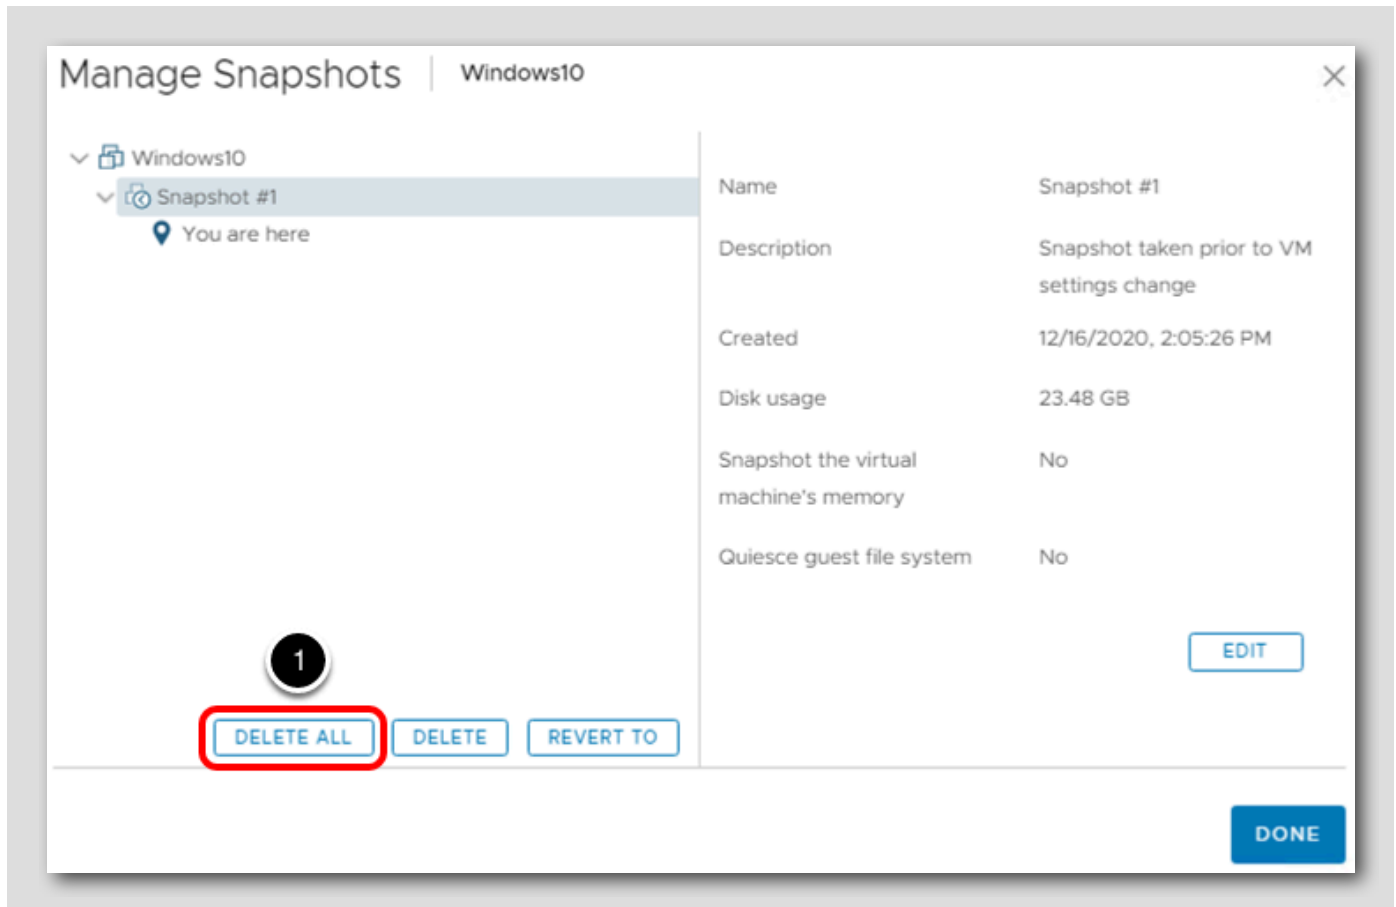 Manage Snapshots
Windows10
Windows10
Snapshot #1
You are here
Name
Snapshot #1
Description
Snapshot taken prior to VM
settings change
Created
12/16/2020, 2:05:26 PM
Disk usage
23.48 GB
Snapshot the virtual
machine's memory
No
Quiesce guest file system
No
EDIT
1
DELETE ALL
DELETE
REVERT TO
DONE